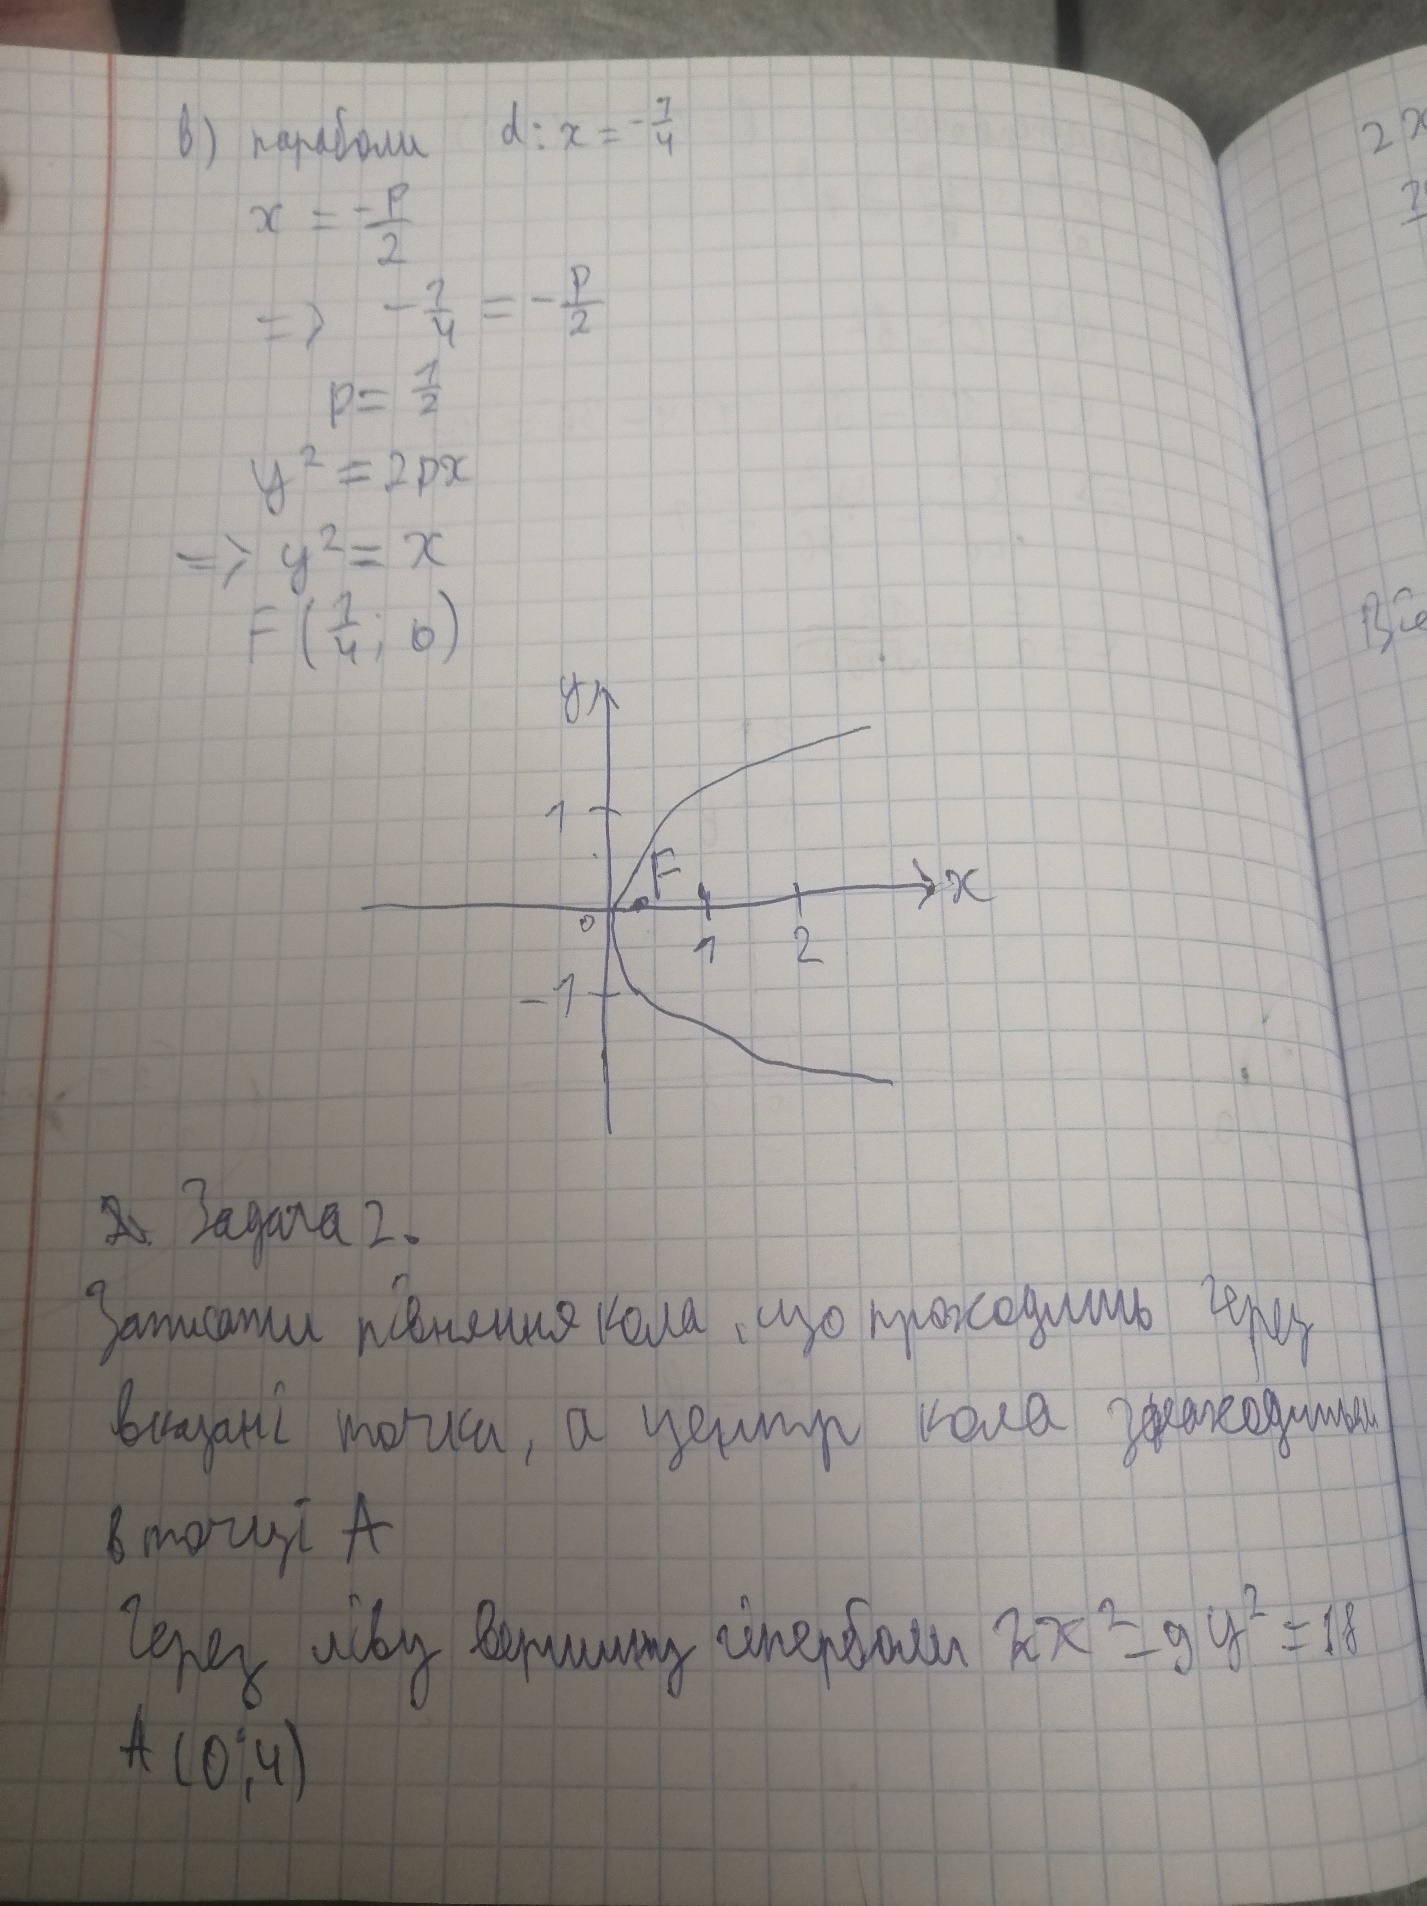 в) параболи d: x = -1/4
x = -p/2
=> -1/4 = -p/2
p = 1/2
y² = 2px
=> y² = x
F (1/4; 0)
y
1
F
x
0
1
2
-1
2. Задача 2.
Записати рівняння кола, що проходить через
вказані точки, а центр кола знаходиться
в точці A
Через ліву вершину гіперболи 2x² - 9y² = 18
A (0; 4)
2x